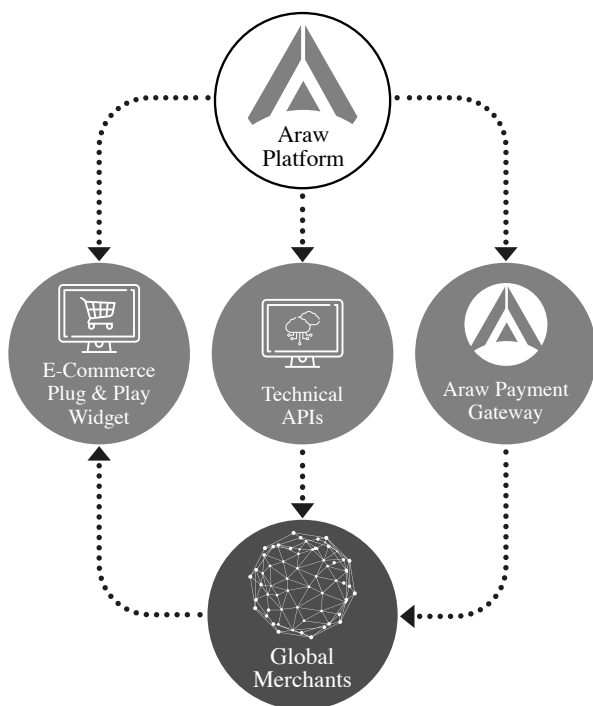 Araw
Platform
E-Commerce
Plug & Play
Widget
Technical
APIs
Araw Payment
Gateway
Global
Merchants